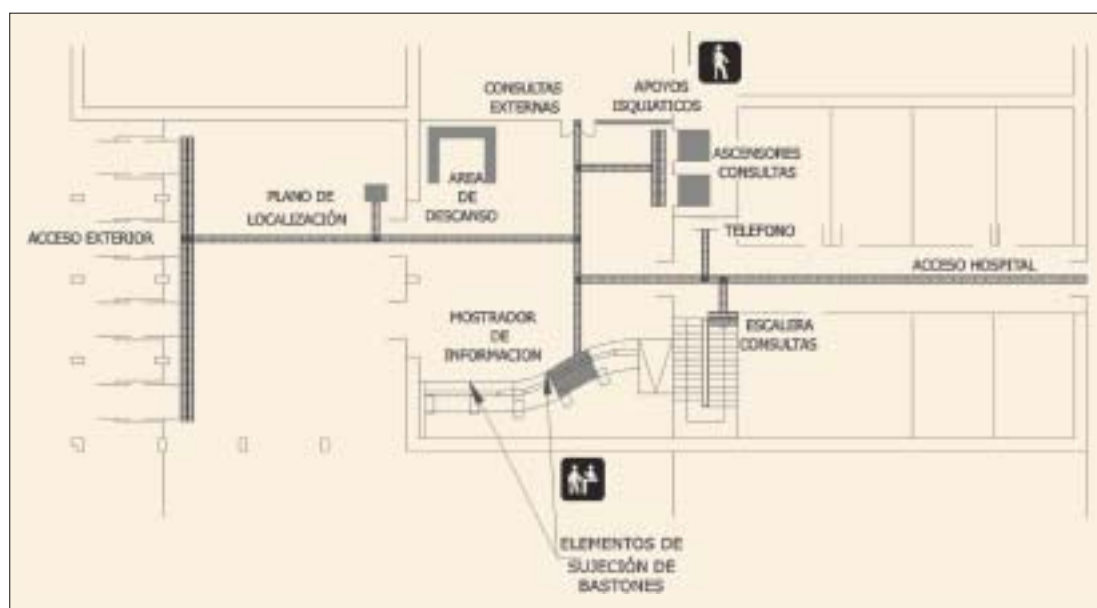 CONSULTAS
EXTERNAS
APOYOS
ISQUIATICOS
ASCENSORES
CONSULTAS
AREA
DE
DESCANSO
PLANO DE
LOCALIZACIÓN
ACCESO EXTERIOR
TELEFONO
ACCESO HOSPITAL
MOSTRADOR
DE
INFORMACION
ESCALERA
CONSULTAS
ELEMENTOS DE
SUJECIÓN DE
BASTONES